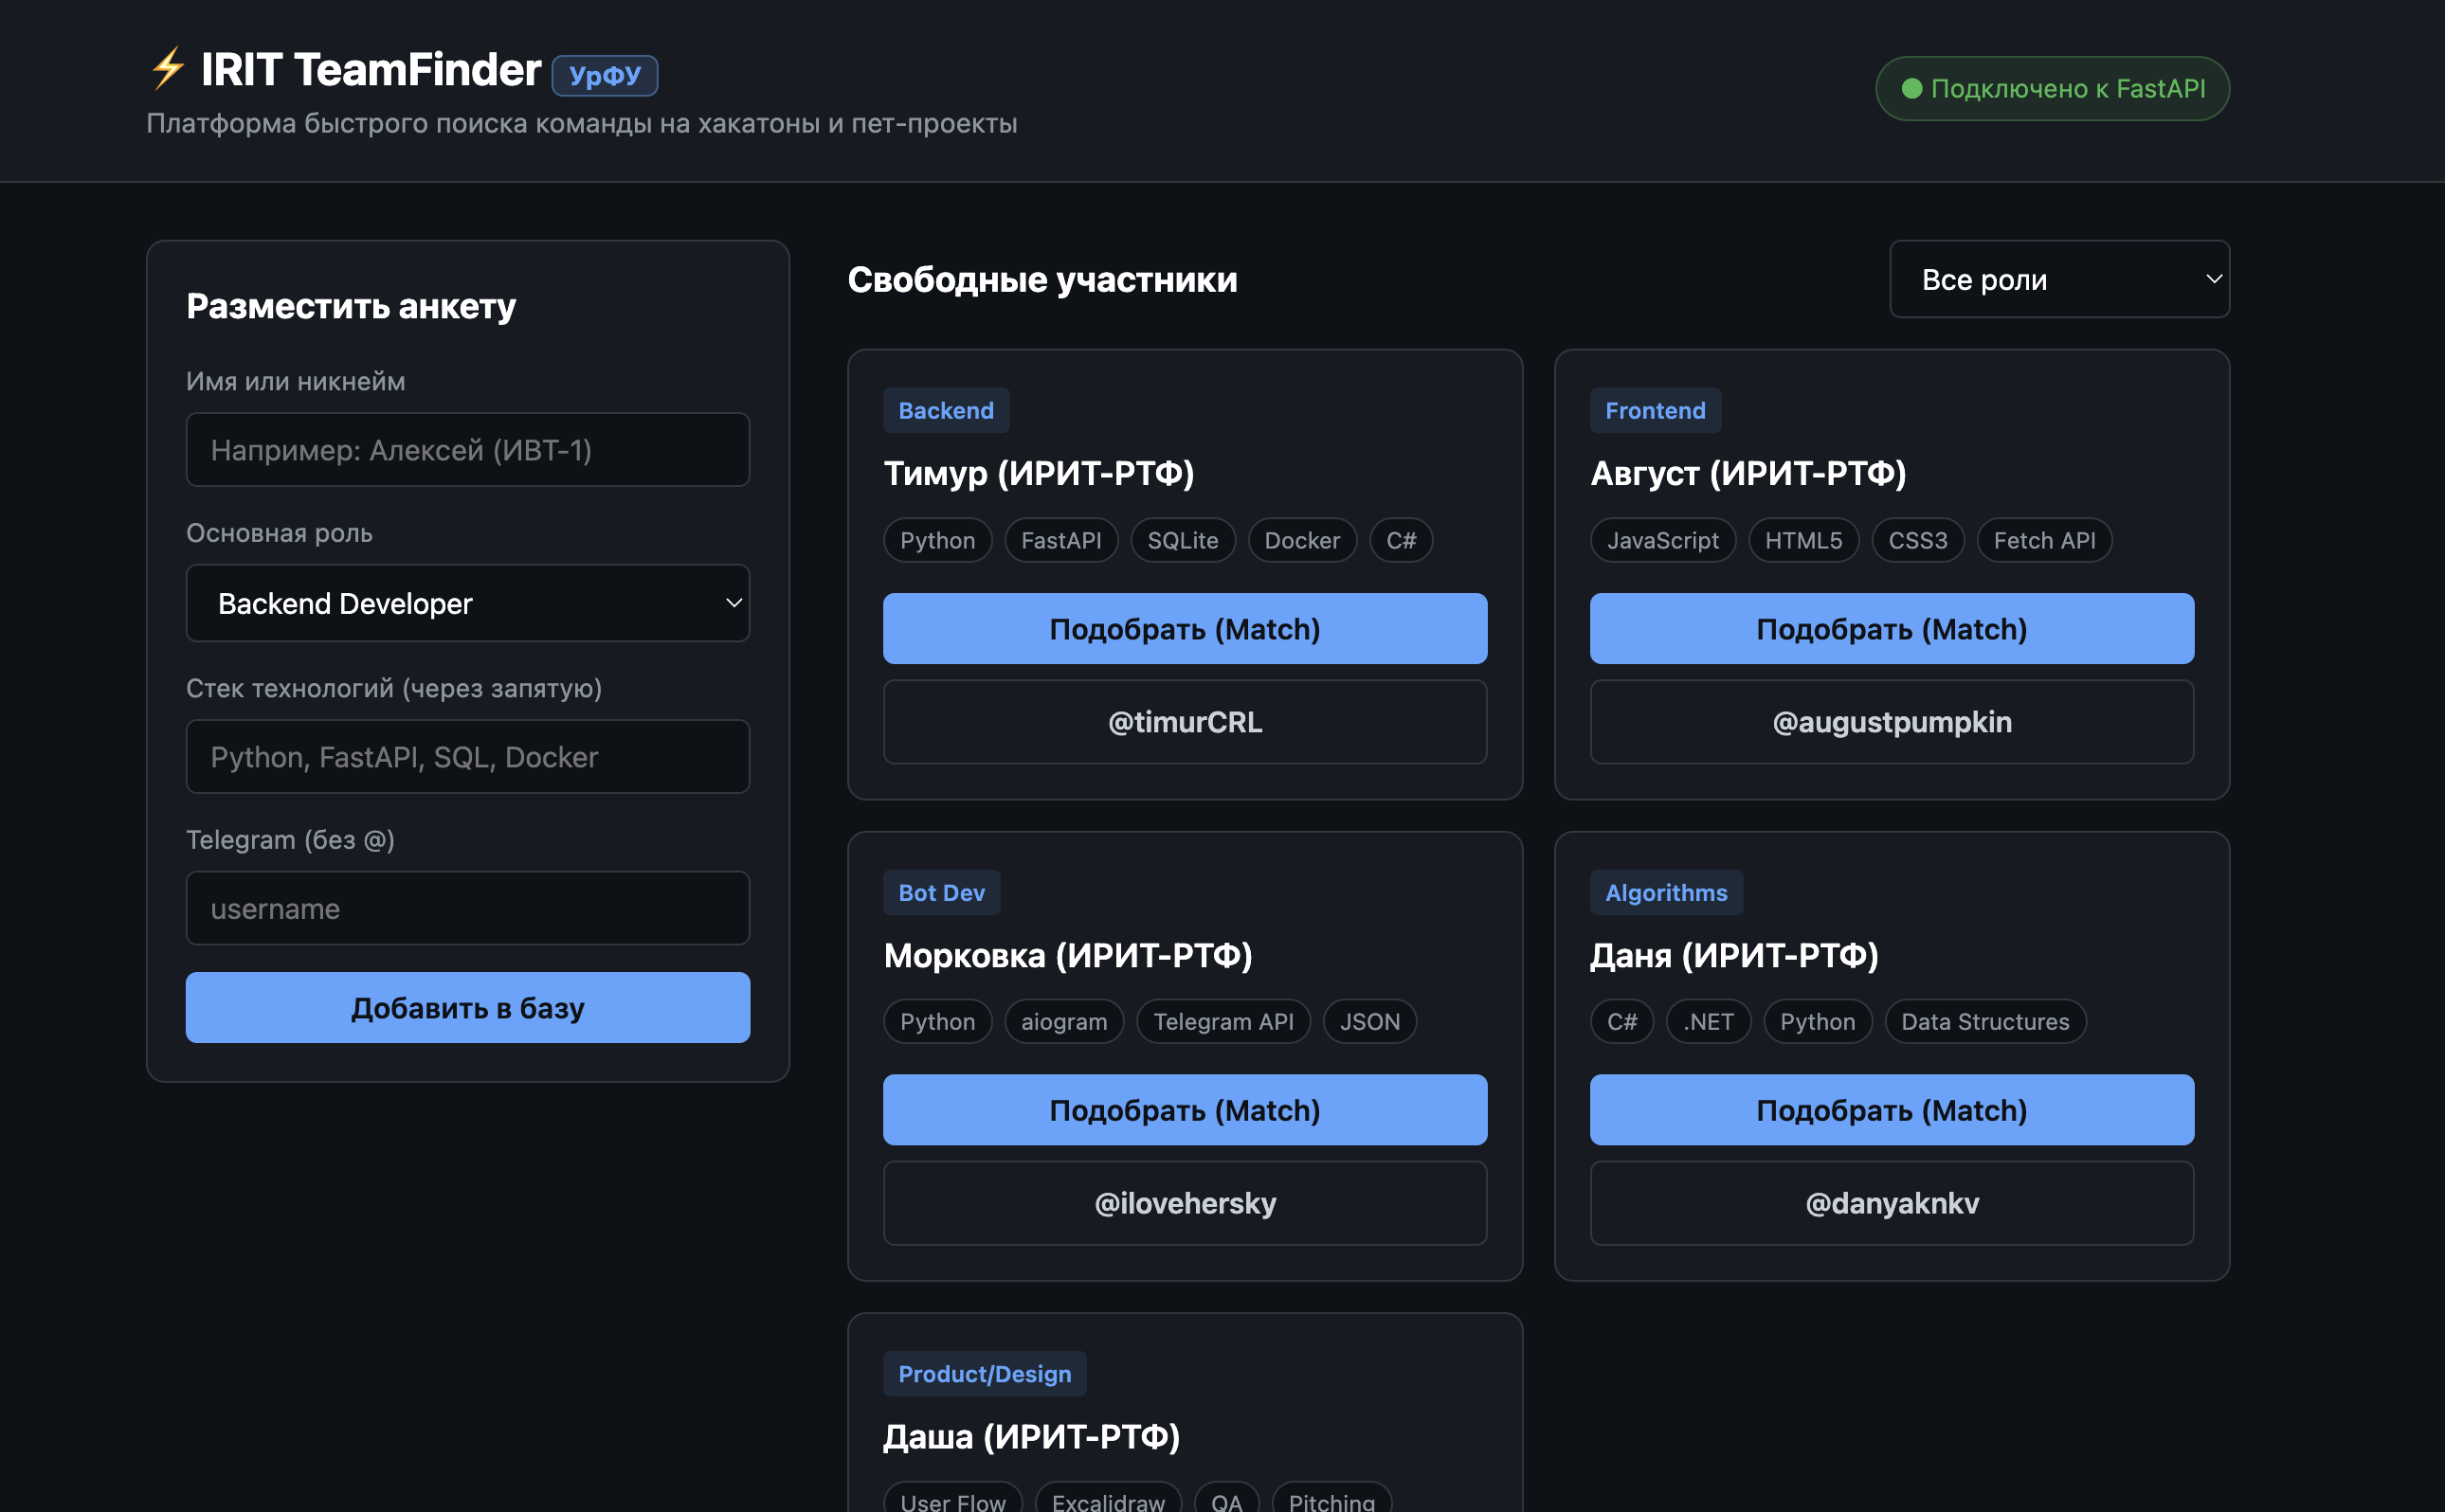 ⚡ IRIT TeamFinder УрФУ
Платформа быстрого поиска команды на хакатоны и пет-проекты
Подключено к FastAPI
Разместить анкету
Имя или никнейм
Например: Алексей (ИВТ-1)
Основная роль
Backend Developer
Стек технологий (через запятую)
Python, FastAPI, SQL, Docker
Telegram (без @)
username
Добавить в базу
Свободные участники
Все роли
Backend
Тимур (ИРИТ-РТФ)
Python FastAPI SQLite Docker C#
Подобрать (Match)
@timurCRL
Frontend
Август (ИРИТ-РТФ)
JavaScript HTML5 CSS3 Fetch API
Подобрать (Match)
@augustpumpkin
Bot Dev
Морковка (ИРИТ-РТФ)
Python aiogram Telegram API JSON
Подобрать (Match)
@ilovehersky
Algorithms
Даня (ИРИТ-РТФ)
C# .NET Python Data Structures
Подобрать (Match)
@danyaknkv
Product/Design
Даша (ИРИТ-РТФ)
User Flow Excalidraw QA Pitching